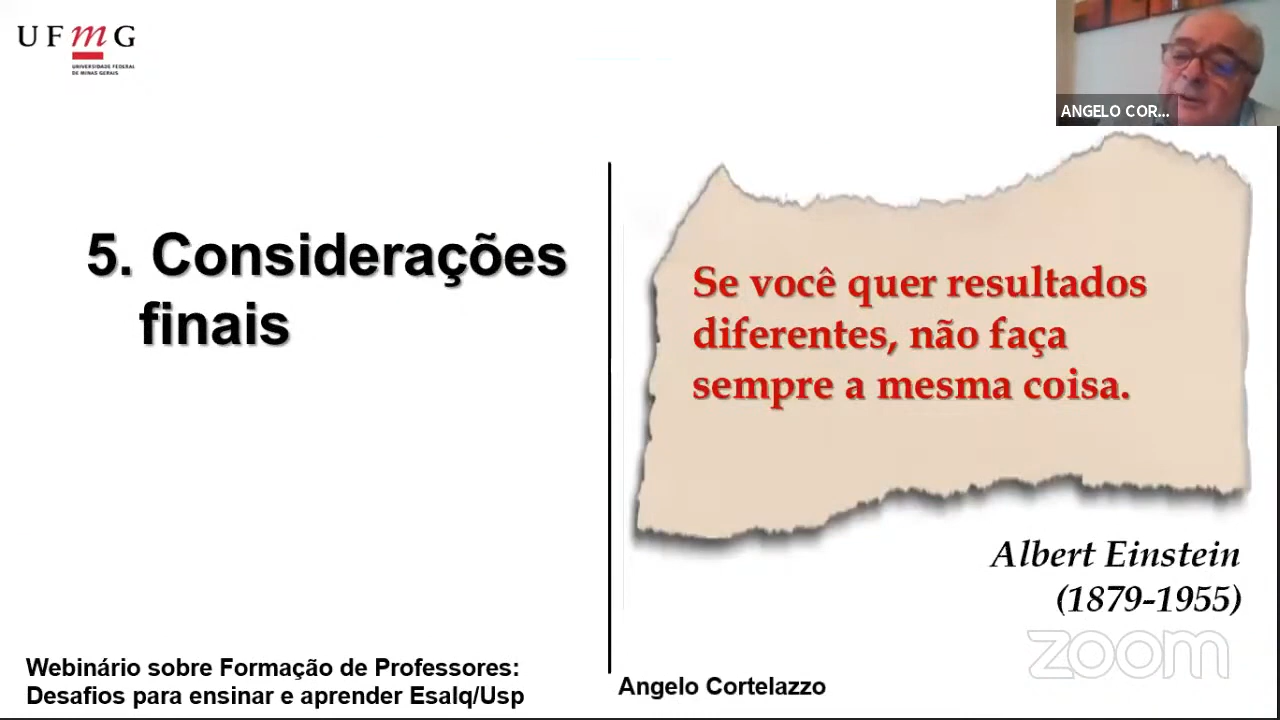 UFmG
UNIVERSIDADE FEDERAL
DE MINAS GERAIS
ANGELO COR...
5. Considerações
finais
Se você quer resultados
diferentes, não faça
sempre a mesma coisa.
Albert Einstein
(1879-1955)
zoom
Webinário sobre Formação de Professores:
Desafios para ensinar e aprender Esalq/Usp
Angelo Cortelazzo